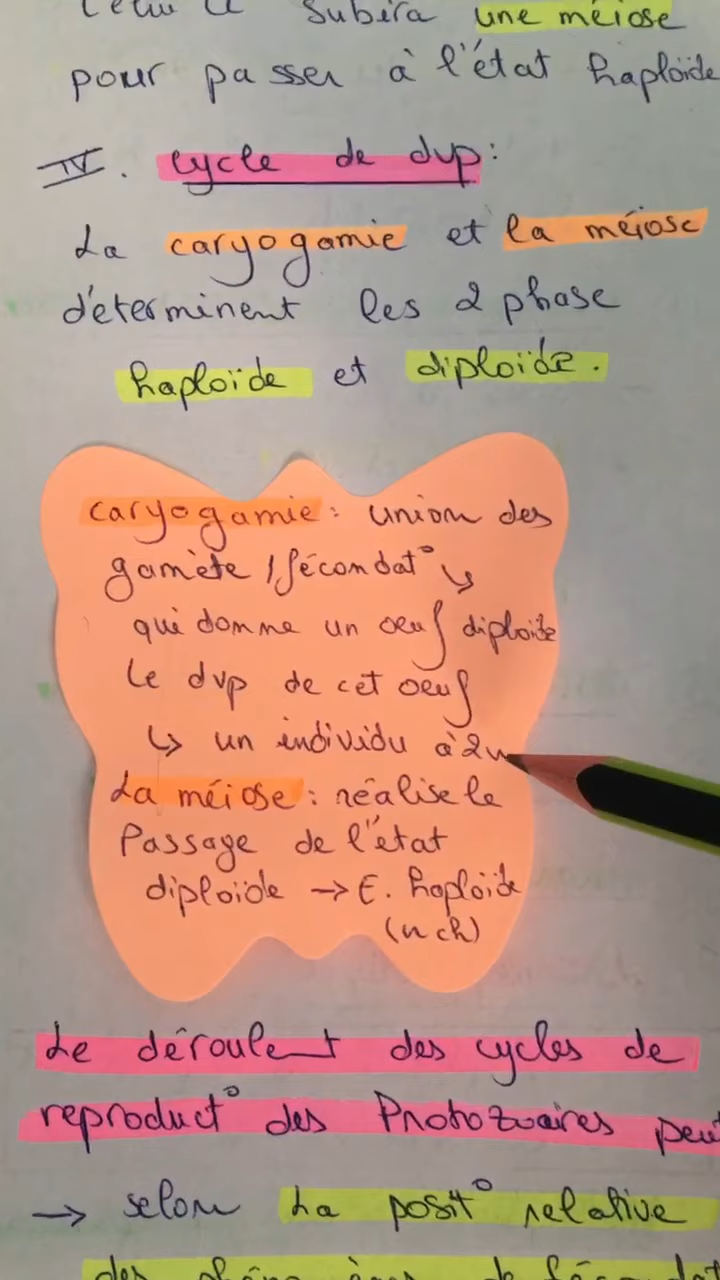 subira une méiose
pour passer à l'état haploïde
IV. cycle de dvp:
La caryogamie et la méiose
déterminent les 2 phase
haploïde et diploïde.
caryogamie: union des
gamète / fécondat° ↳
qui donne un oeuf diploïde
Le dvp de cet oeuf
↳ un individu à 2n
La méiose: réalise le
Passage de l'état
diploïde → E. haploïde
(n ch)
Le déroulent des cycles de
reproduct° des Protozoaires peut
→ selon La posit° relative
des